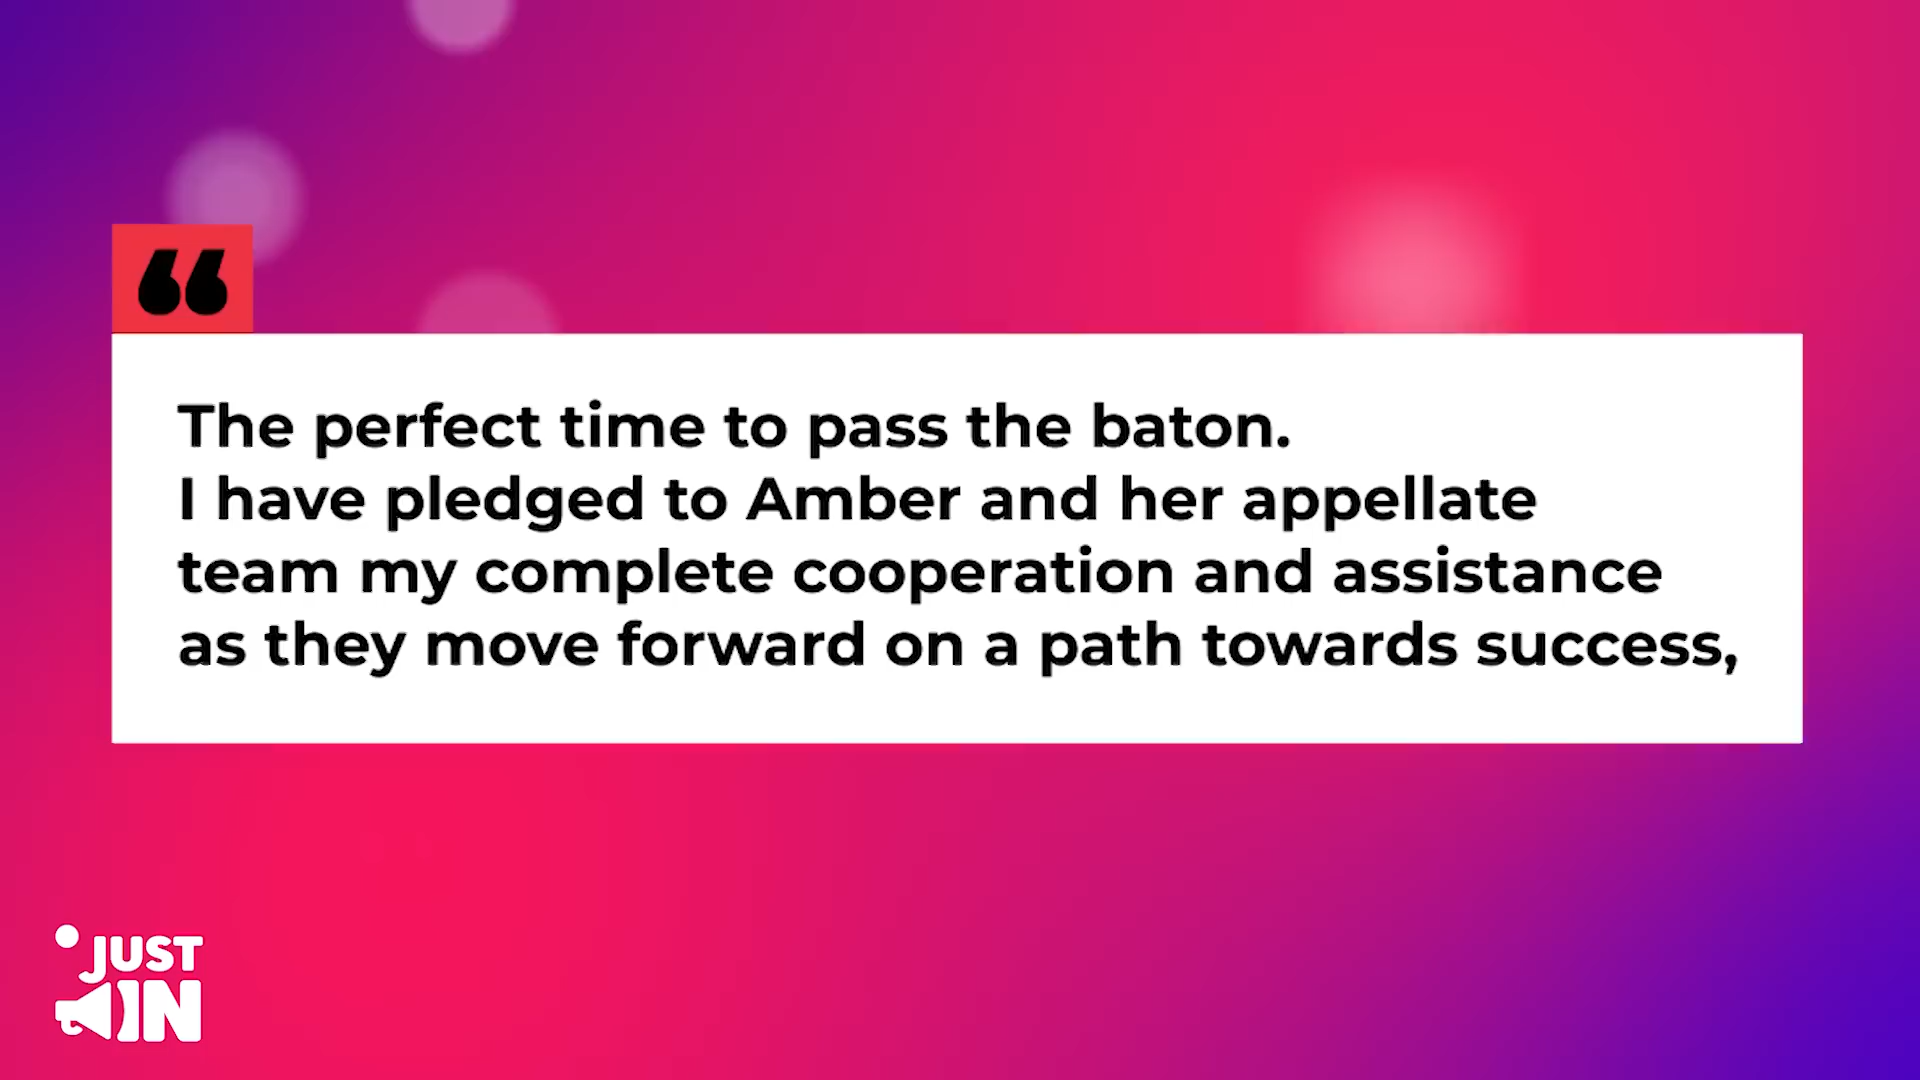 “
The perfect time to pass the baton.
I have pledged to Amber and her appellate
team my complete cooperation and assistance
as they move forward on a path towards success,
JUST
IN